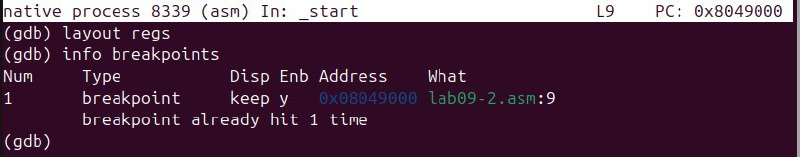 native process 8339 (asm) In: _start L9 PC: 0x8049000
(gdb) layout regs
(gdb) info breakpoints
Num Type Disp Enb Address What
1 breakpoint keep y 0x08049000 lab09-2.asm:9
breakpoint already hit 1 time
(gdb)